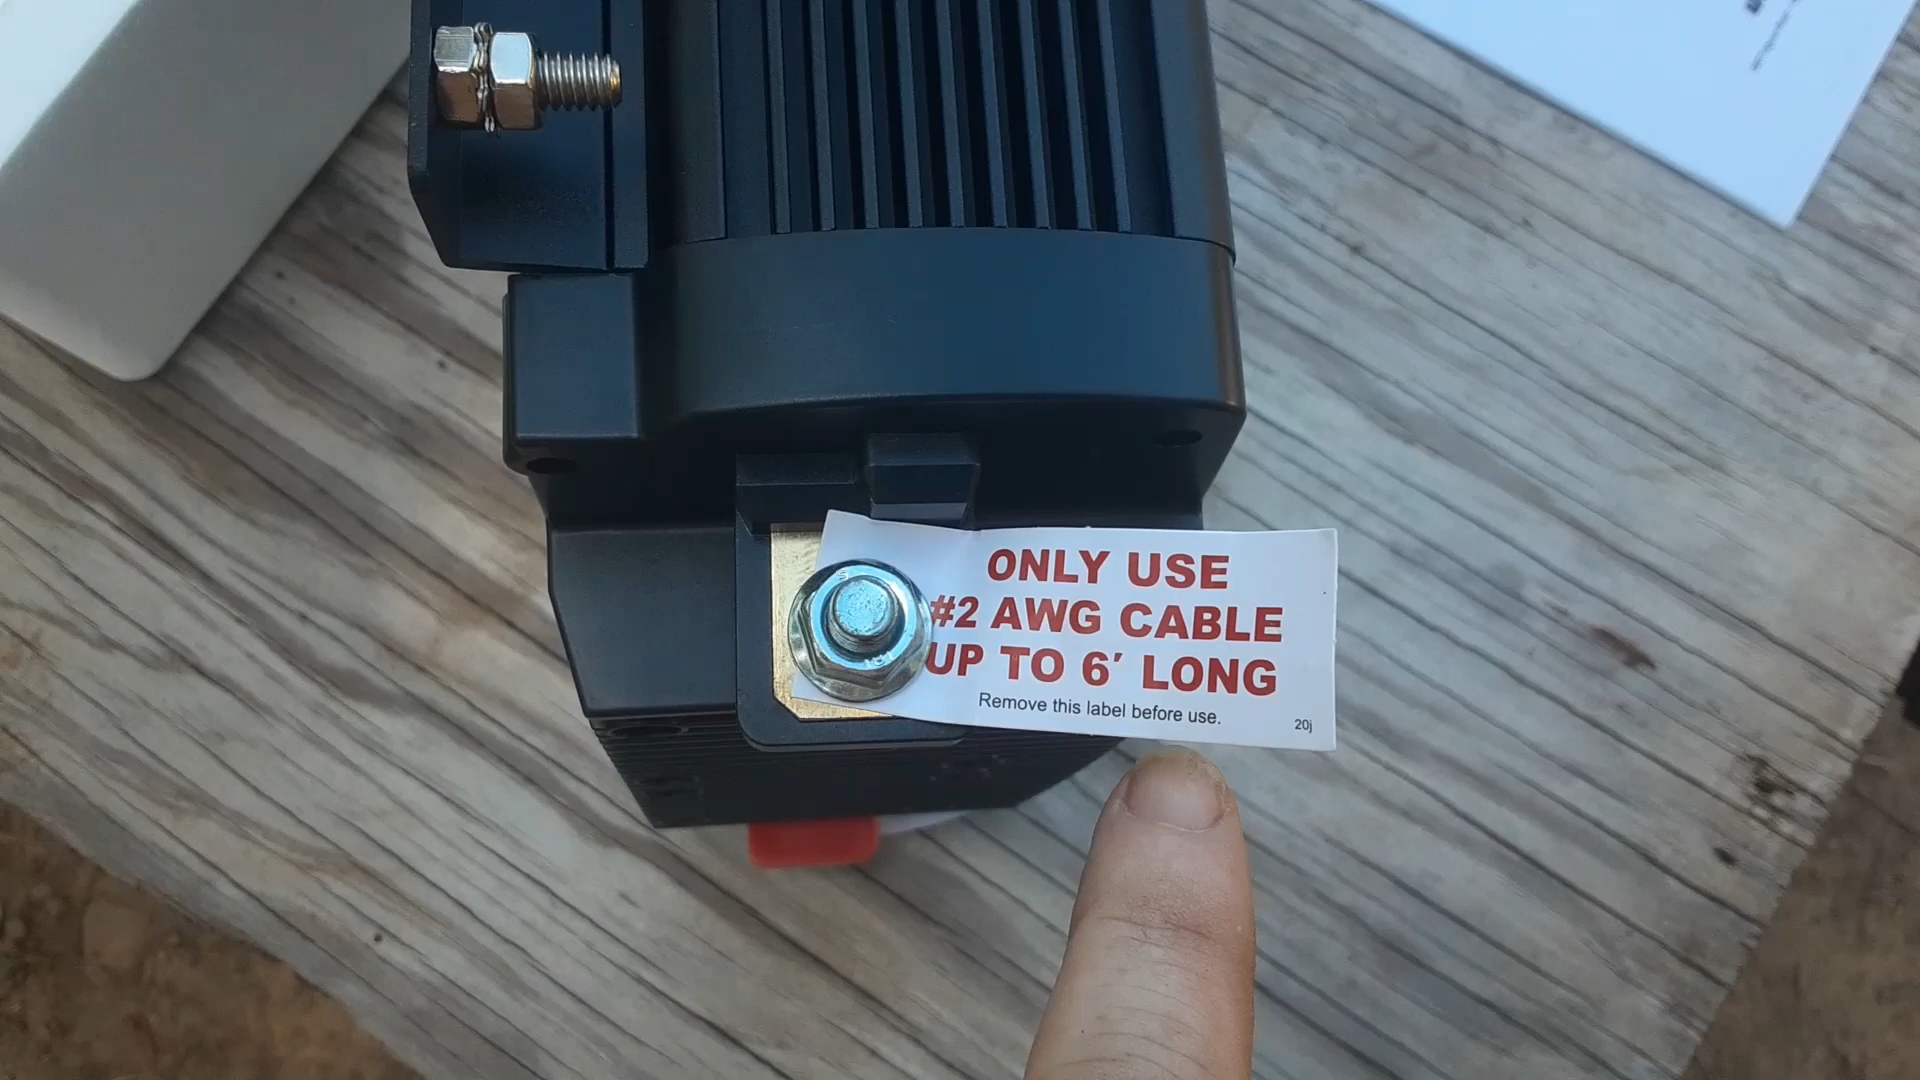 ONLY USE
#2 AWG CABLE
UP TO 6′ LONG
Remove this label before use.
20j